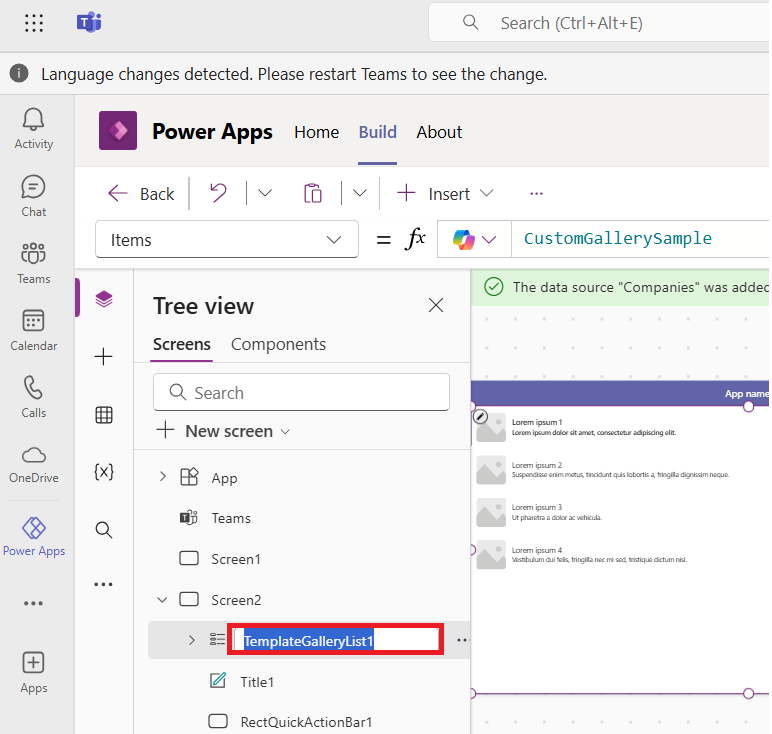 Search (Ctrl+Alt+E)
Language changes detected. Please restart Teams to see the change.
Activity
Chat
Teams
Calendar
Calls
OneDrive
Power Apps
Apps
Power Apps Home Build About
Back Insert
Items = fx CustomGallerySample
Tree view
Screens Components
Search
New screen
App
Teams
Screen1
Screen2
TemplateGalleryList1
Title1
RectQuickActionBar1
The data source "Companies" was added
App name
Lorem ipsum 1
Lorem ipsum dolor sit amet, consectetur adipiscing elit.
Lorem ipsum 2
Suspendisse enim metus, tincidunt quis lobortis a, fringilla dignissim neque.
Lorem ipsum 3
Ut pharetra a dolor ac vehicula.
Lorem ipsum 4
Vestibulum dui felis, fringilla nec mi sed, tristique dictum nisi.